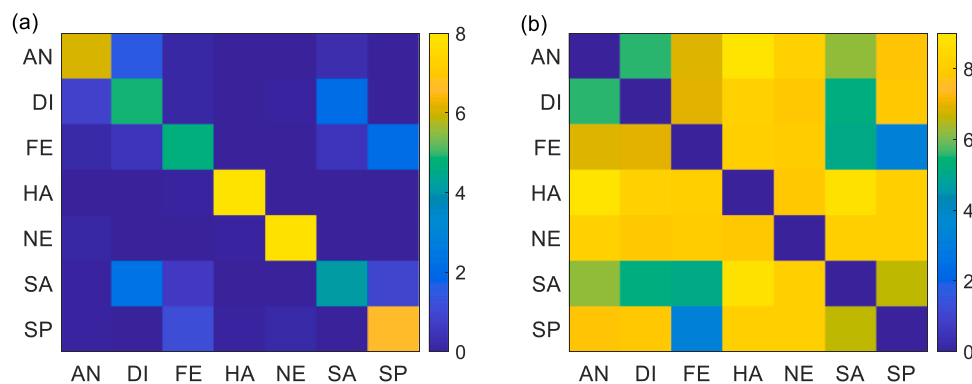 (a)
AN
DI
FE
HA
NE
SA
SP
AN DI FE HA NE SA SP
8
6
4
2
0
(b)
AN
DI
FE
HA
NE
SA
SP
AN DI FE HA NE SA SP
8
6
4
2
0